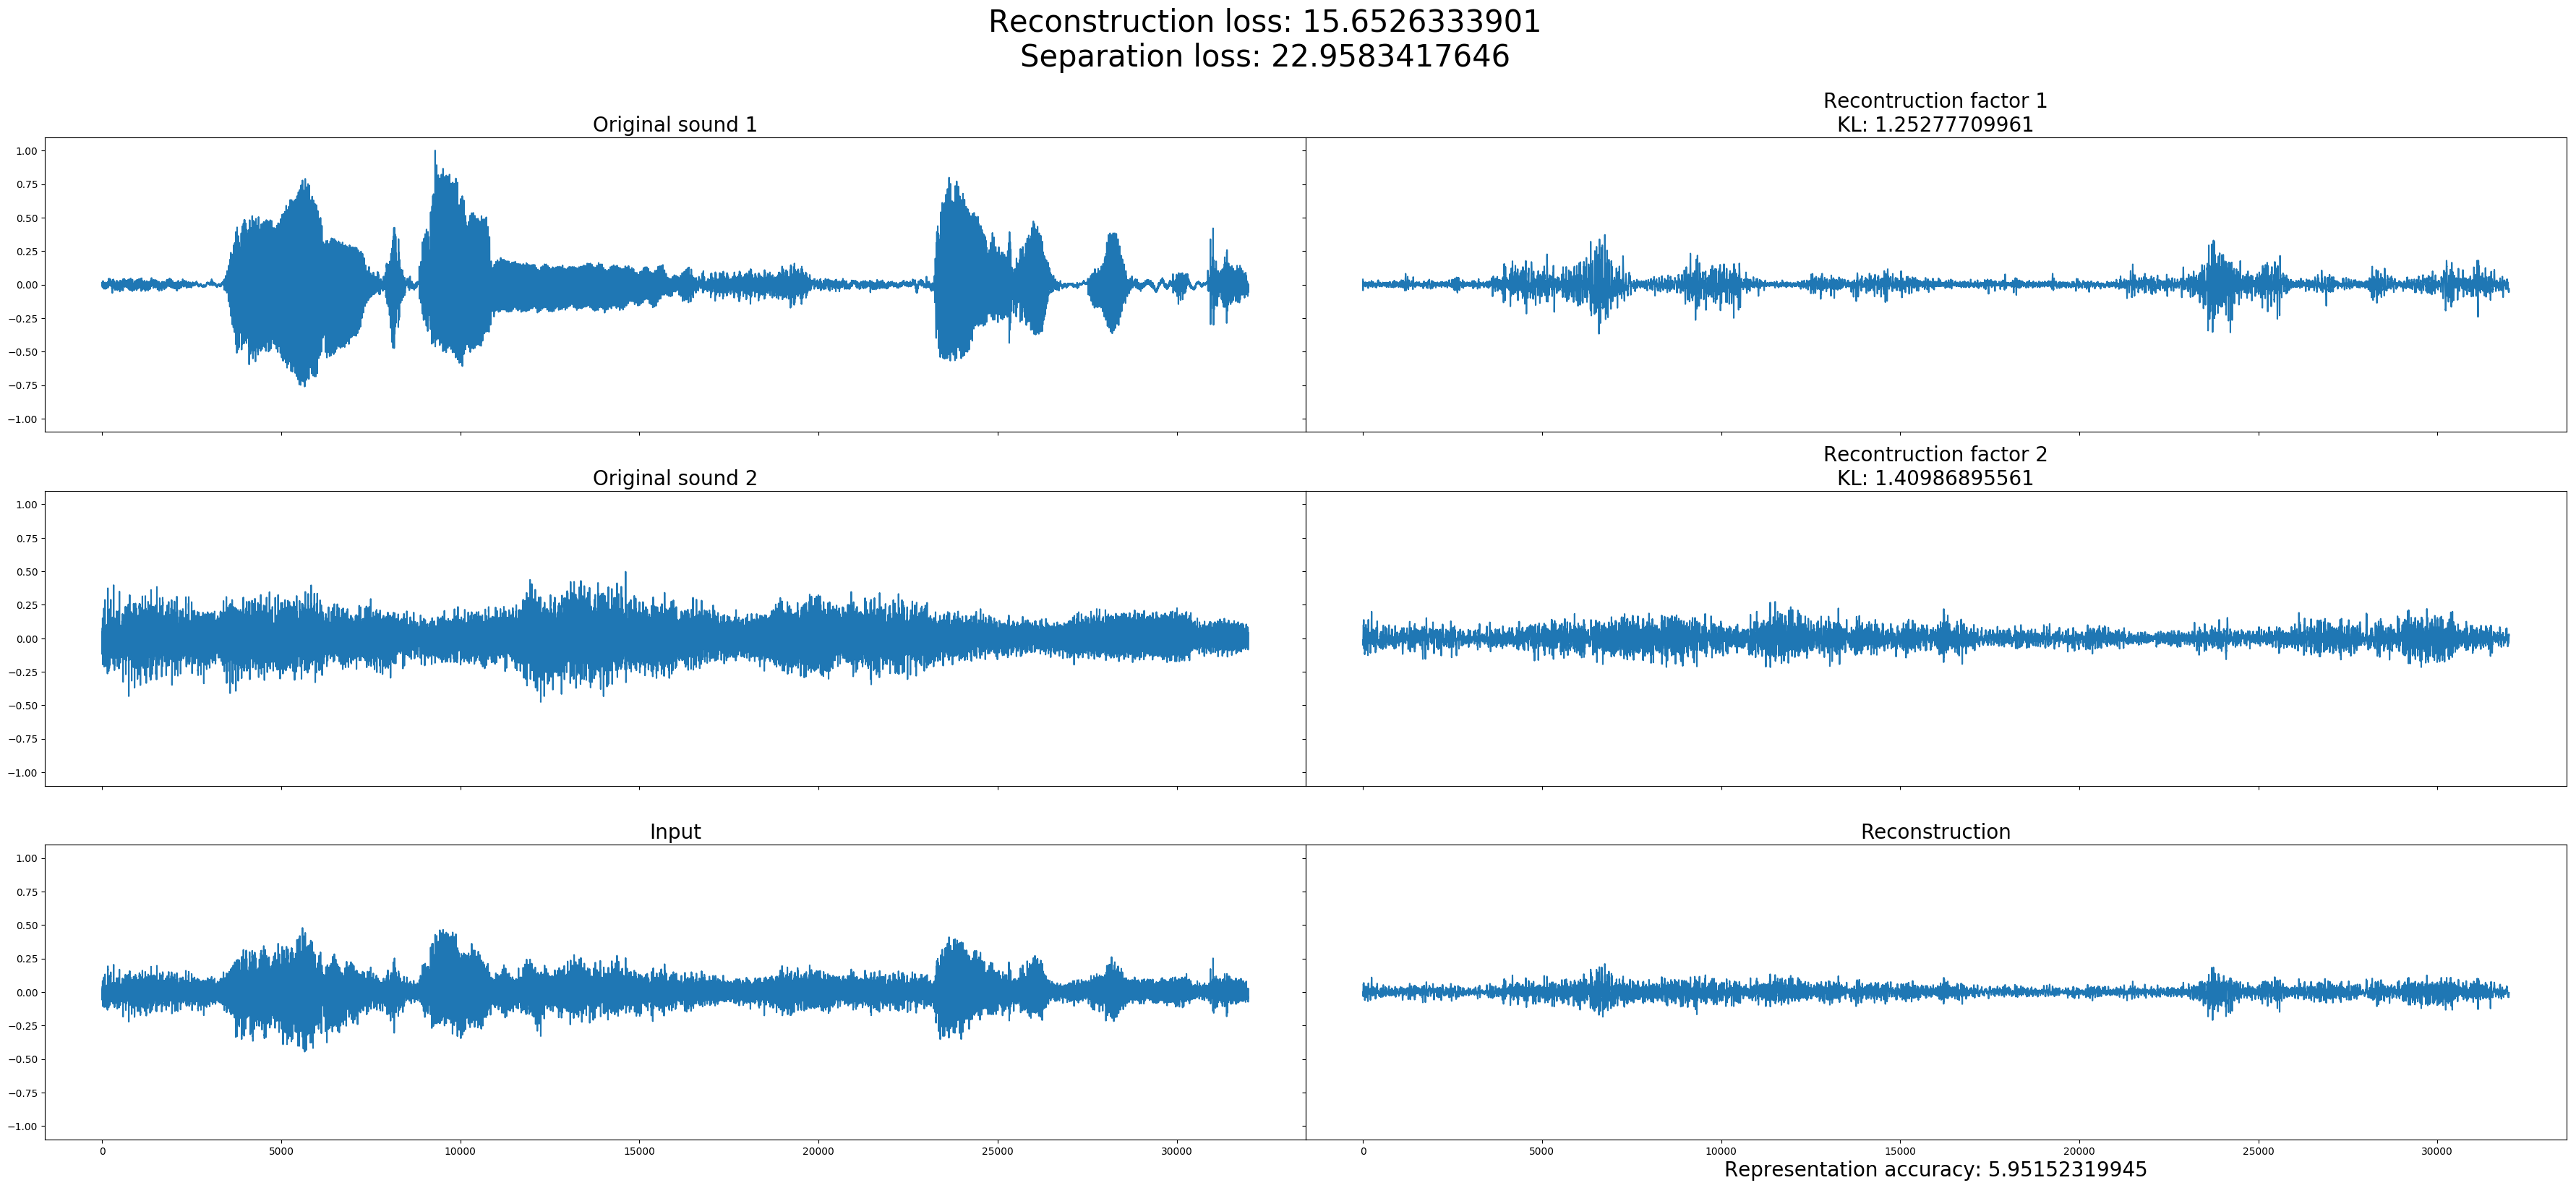 Reconstruction loss: 15.6526333901
Separation loss: 22.9583417646
Original sound 1
Recontruction factor 1
KL: 1.25277709961
1.00
0.75
0.50
0.25
0.00
−0.25
−0.50
−0.75
−1.00
Original sound 2
Recontruction factor 2
KL: 1.40986895561
1.00
0.75
0.50
0.25
0.00
−0.25
−0.50
−0.75
−1.00
Input
Reconstruction
1.00
0.75
0.50
0.25
0.00
−0.25
−0.50
−0.75
−1.00
0 5000 10000 15000 20000 25000 30000
0 5000 10000 15000 20000 25000 30000
Representation accuracy: 5.95152319945